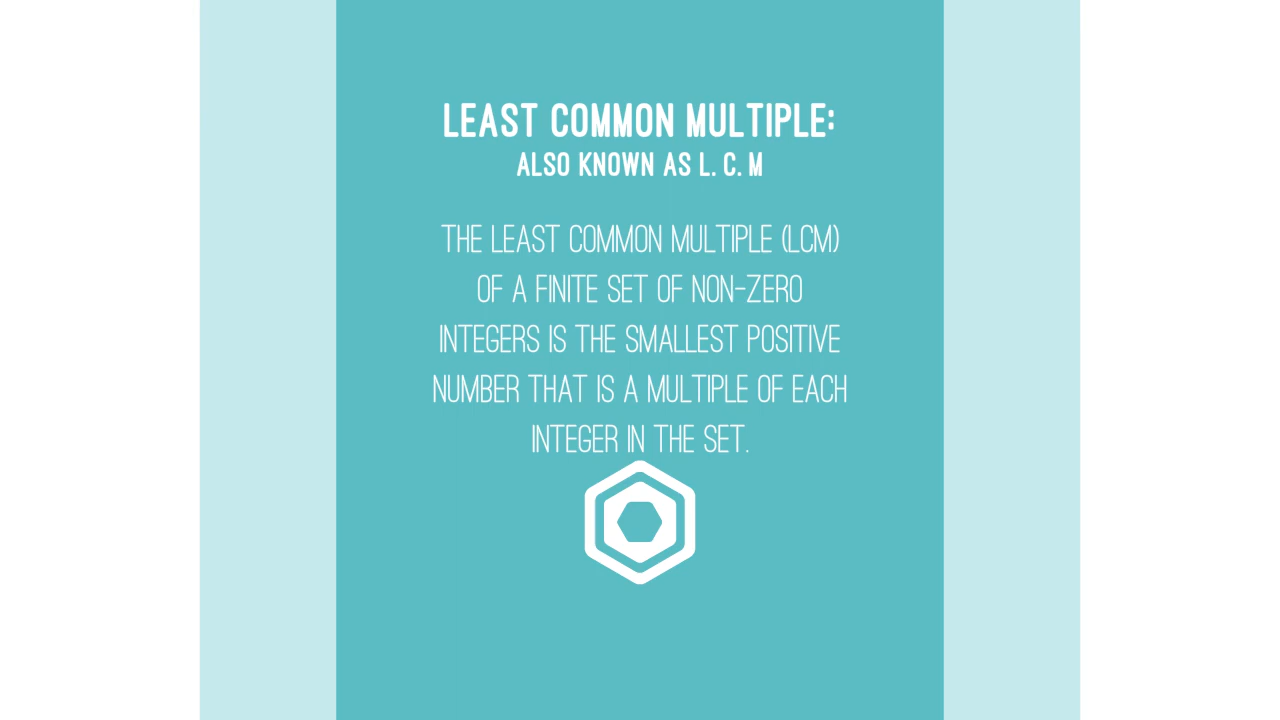 LEAST COMMON MULTIPLE:
ALSO KNOWN AS L. C. M
THE LEAST COMMON MULTIPLE (LCM)
OF A FINITE SET OF NON-ZERO
INTEGERS IS THE SMALLEST POSITIVE
NUMBER THAT IS A MULTIPLE OF EACH
INTEGER IN THE SET.